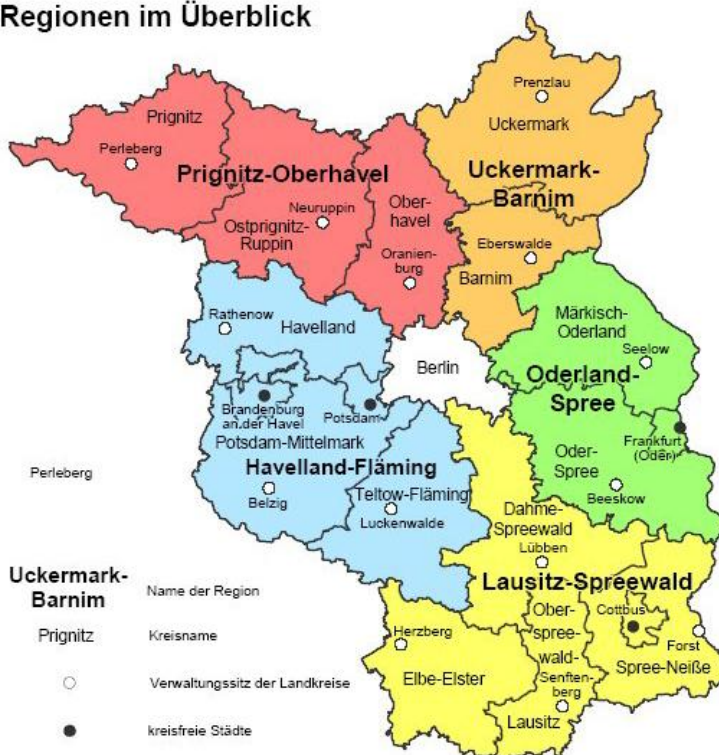 Regionen im Überblick
Prenzlau
Uckermark
Prignitz
Perleberg
Prignitz-Oberhavel
Uckermark-
Barnim
Neuruppin
Ober-
havel
Ostprignitz-
Ruppin
Oranien-
burg
Eberswalde
Barnim
Rathenow
Havelland
Märkisch-
Oderland
Seelow
Berlin
Oderland-
Spree
Brandenburg
an der Havel
Potsdam
Potsdam-Mittelmark
Frankfurt
(Oder)
Oder-
Spree
Havelland-Fläming
Belzig
Teltow-Fläming
Luckenwalde
Beeskow
Dahme-
Spreewald
Lübben
Lausitz-Spreewald
Herzberg
Elbe-Elster
Ober-
spree-
wald-
Senften-
berg
Lausitz
Cottbus
Forst
Spree-Neiße
Perleberg
Uckermark-
Barnim
Name der Region
Prignitz
Kreisname
Verwaltungssitz der Landkreise
kreisfreie Städte